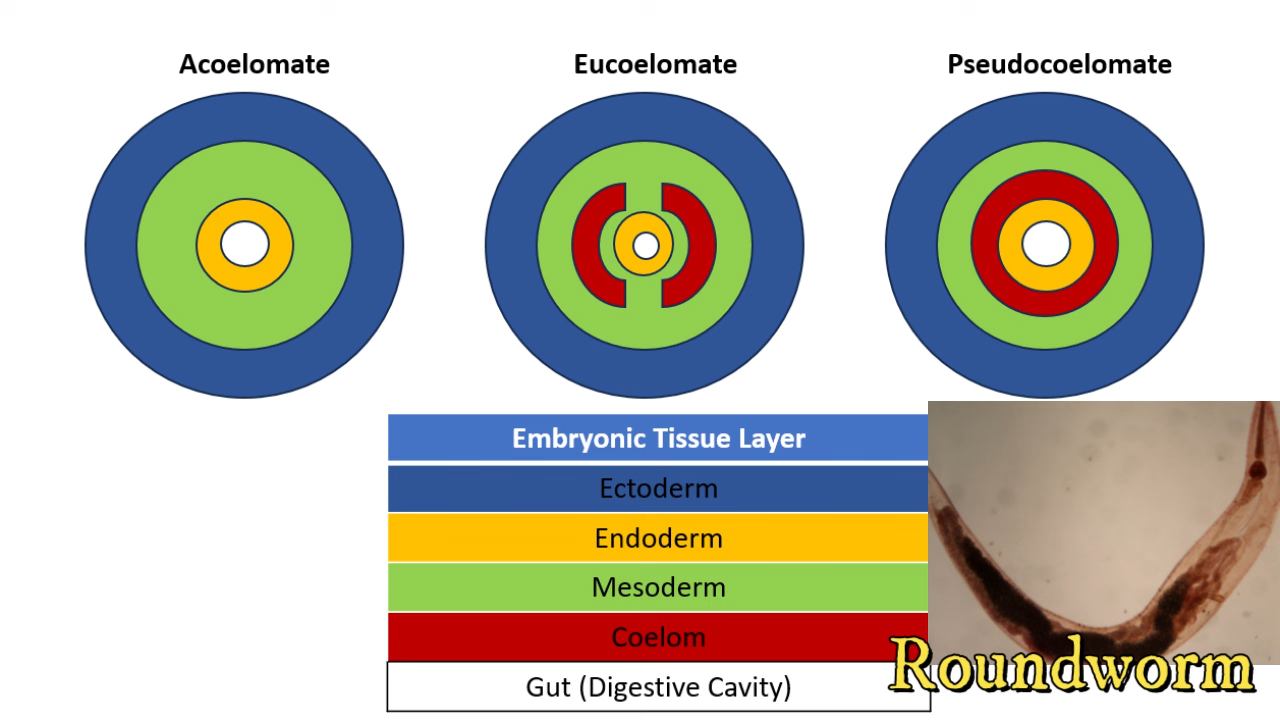 Acoelomate
Eucoelomate
Pseudocoelomate
Embryonic Tissue Layer
Ectoderm
Endoderm
Mesoderm
Coelom
Gut (Digestive Cavity)
Roundworm